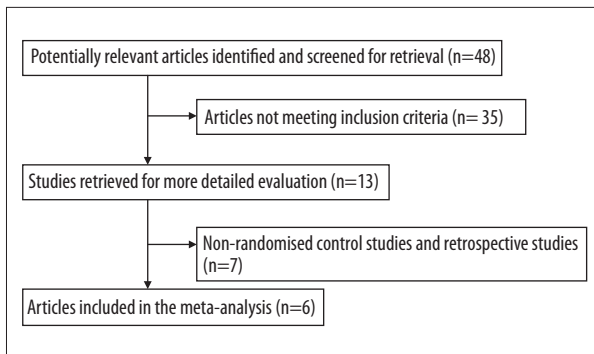 Potentially relevant articles identified and screened for retrieval (n=48)
Articles not meeting inclusion criteria (n= 35)
Studies retrieved for more detailed evaluation (n=13)
Non-randomised control studies and retrospective studies
(n=7)
Articles included in the meta-analysis (n=6)